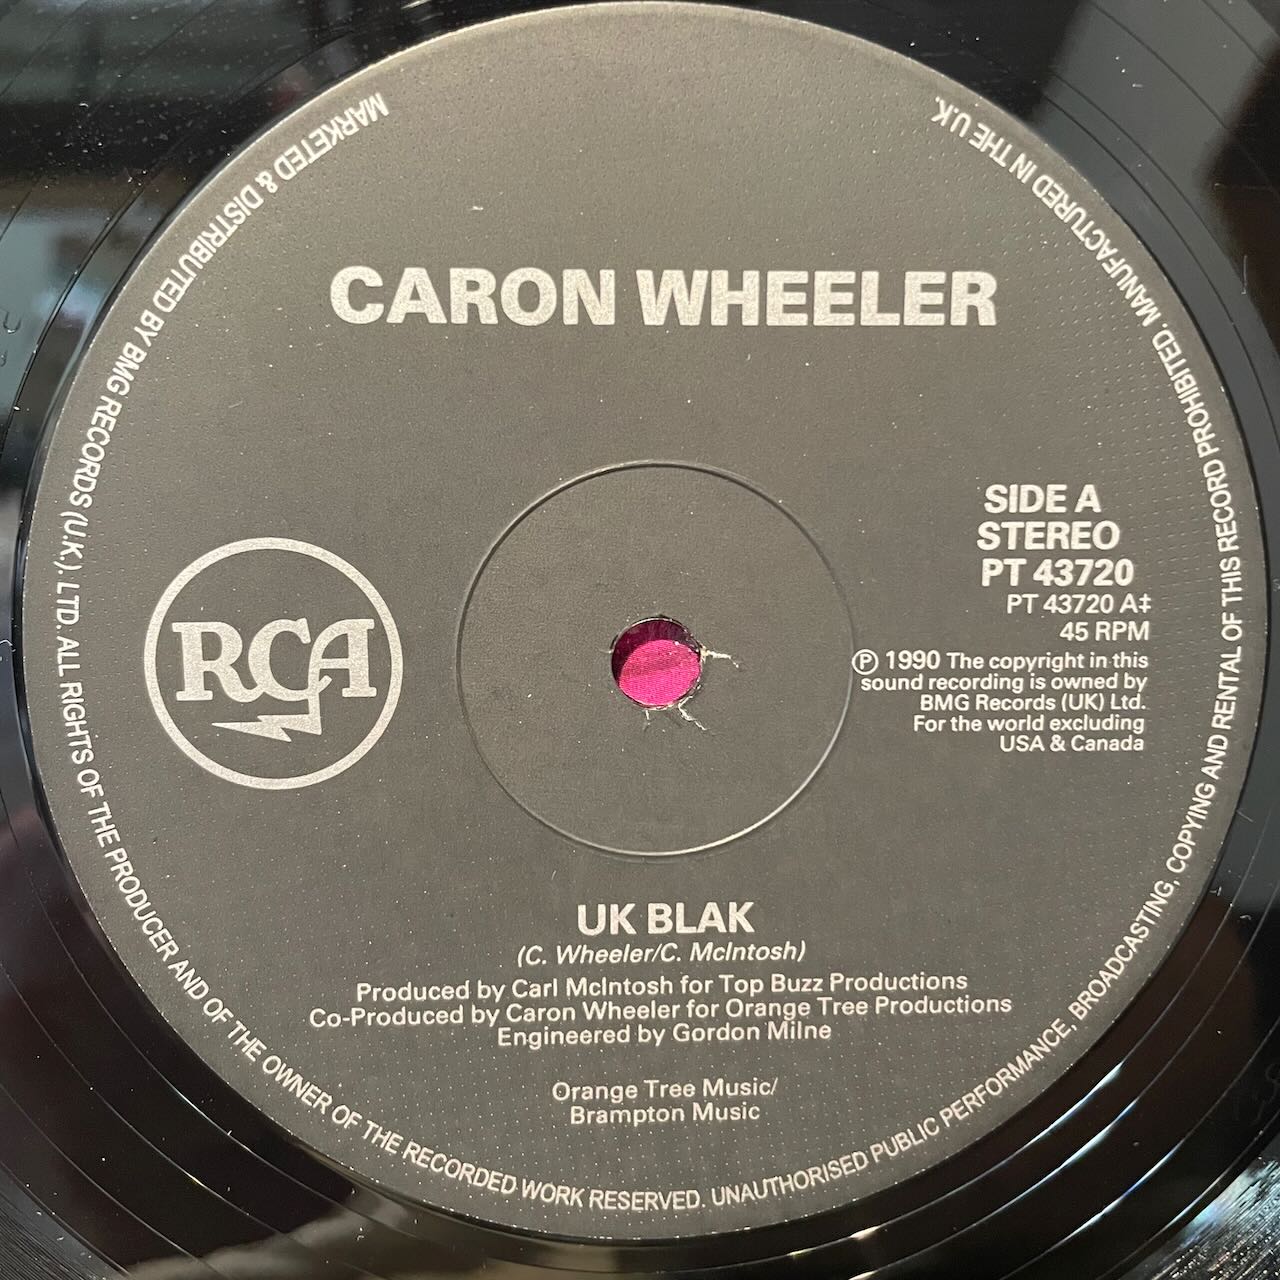 MARKETED & DISTRIBUTED BY BMG RECORDS (U.K.). LTD. ALL RIGHTS OF THE PRODUCER AND OF THE OWNER OF THE RECORDED WORK RESERVED. UNAUTHORISED PUBLIC PERFORMANCE, BROADCASTING, COPYING AND RENTAL OF THIS RECORD PROHIBITED. MANUFACTURED IN THE U.K.
CARON WHEELER
SIDE A
STEREO
PT 43720
PT 43720 A‡
45 RPM
℗ 1990 The copyright in this
sound recording is owned by
BMG Records (UK) Ltd.
For the world excluding
USA & Canada
RCA
UK BLAK
(C. Wheeler/C. McIntosh)
Produced by Carl McIntosh for Top Buzz Productions
Co-Produced by Caron Wheeler for Orange Tree Productions
Engineered by Gordon Milne
Orange Tree Music/
Brampton Music